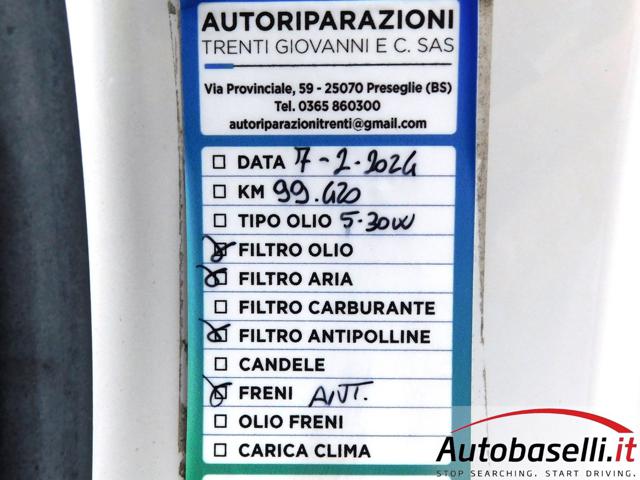 AUTORIPARAZIONI
TRENTI GIOVANNI E C. SAS
Via Provinciale, 59 - 25070 Preseglie (BS)
Tel. 0365 860300
autoriparazionitrenti@gmail.com
DATA 7-2-2024
KM 99.420
TIPO OLIO 5-30W
FILTRO OLIO
FILTRO ARIA
FILTRO CARBURANTE
FILTRO ANTIPOLLINE
CANDELE
FRENI ANT.
OLIO FRENI
CARICA CLIMA
Autobaselli.it
STOP SEARCHING. START DRIVING.